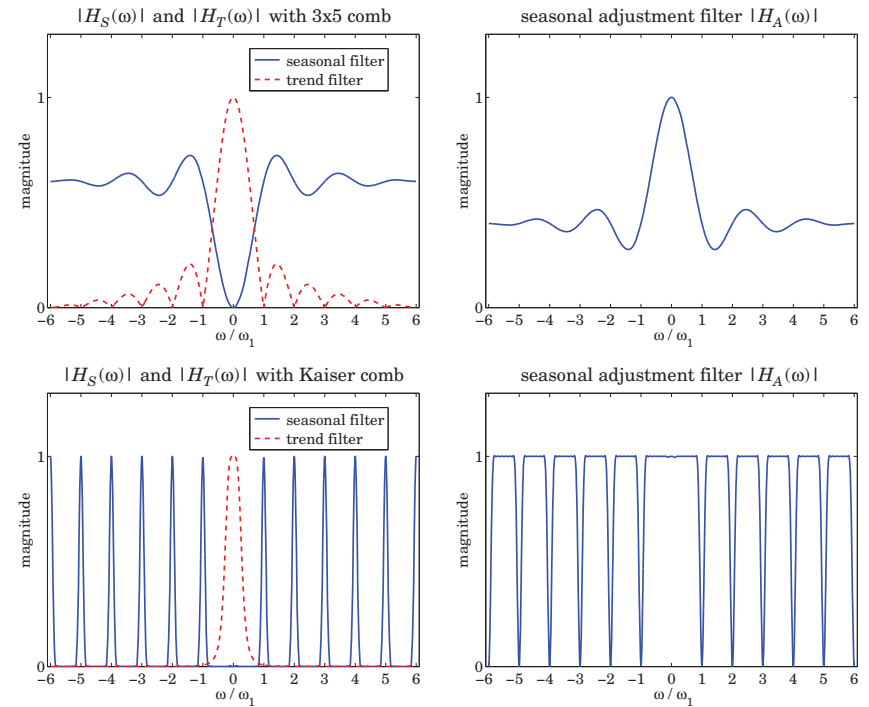 |H_S(ω)| and |H_T(ω)| with 3x5 comb
seasonal filter
trend filter
magnitude
1
0
−6 −5 −4 −3 −2 −1 0 1 2 3 4 5 6
ω / ω_1
seasonal adjustment filter |H_A(ω)|
magnitude
1
0
−6 −5 −4 −3 −2 −1 0 1 2 3 4 5 6
ω / ω_1
|H_S(ω)| and |H_T(ω)| with Kaiser comb
seasonal filter
trend filter
magnitude
1
0
−6 −5 −4 −3 −2 −1 0 1 2 3 4 5 6
ω / ω_1
seasonal adjustment filter |H_A(ω)|
magnitude
1
0
−6 −5 −4 −3 −2 −1 0 1 2 3 4 5 6
ω / ω_1